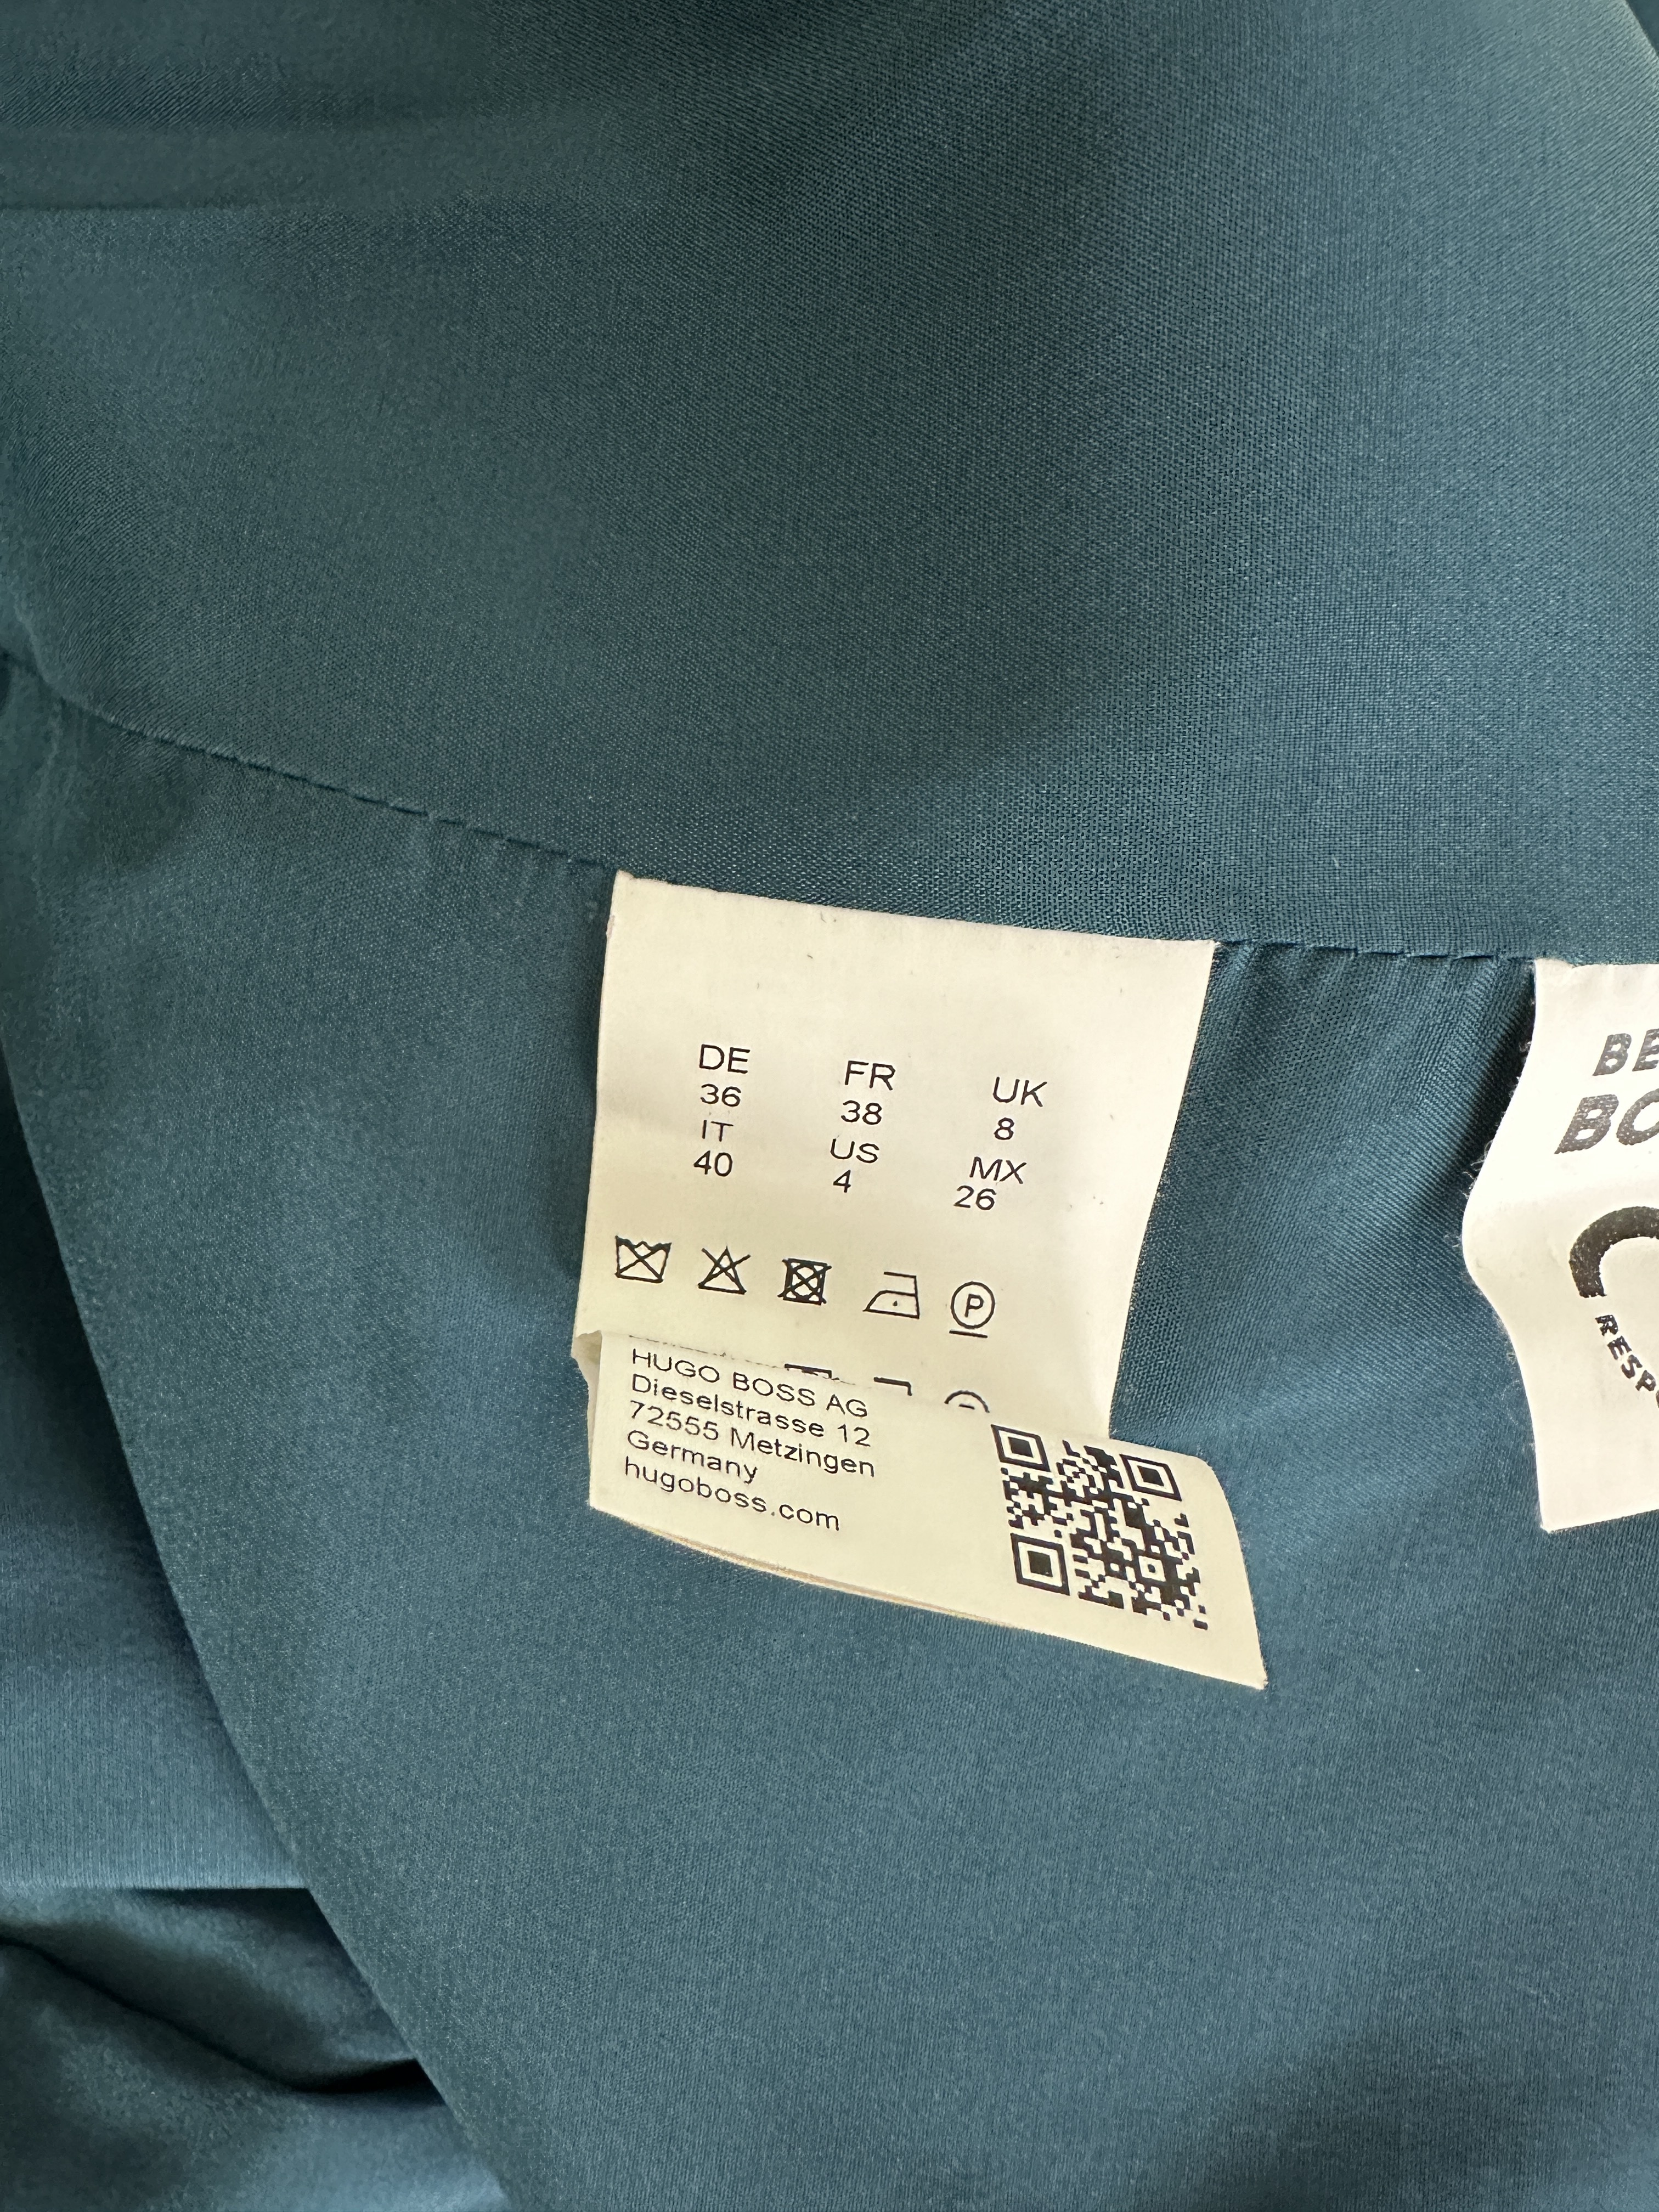 DE FR UK
36 38 8
IT US MX
40 4 26
P
HUGO BOSS AG
Dieselstrasse 12
72555 Metzingen
Germany
hugoboss.com